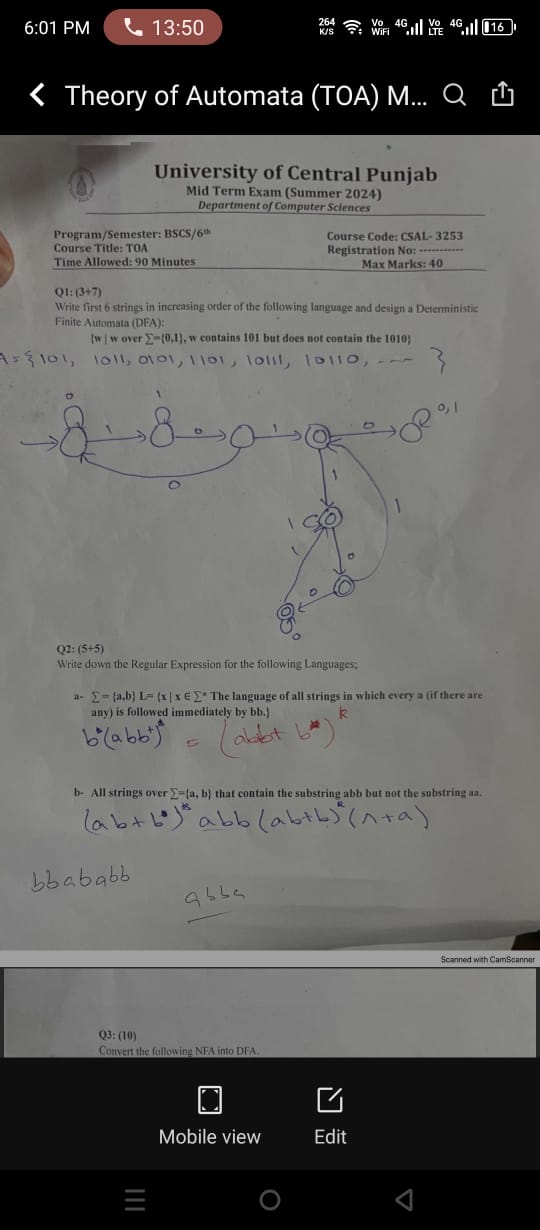 6:01 PM 13:50 264 K/S Vo WiFi 4G Vo LTE 4G 16
Theory of Automata (TOA) M...
University of Central Punjab
Mid Term Exam (Summer 2024)
Department of Computer Sciences
Program/Semester: BSCS/6th
Course Code: CSAL- 3253
Course Title: TOA
Registration No: -----------
Time Allowed: 90 Minutes
Max Marks: 40
Q1: (3+7)
Write first 6 strings in increasing order of the following language and design a Deterministic
Finite Automata (DFA):
{w | w over ∑={0,1}, w contains 101 but does not contain the 1010}
= {101, 1011, 0101, 1101, 10111, 10110, --- }
0 1 0,1
1 0 1 0
0
1 1
1
1 0
0
0
Q2: (5+5)
Write down the Regular Expression for the following Languages;
a- ∑ = {a,b} L= {x | x ∈ ∑* The language of all strings in which every a (if there are
any) is followed immediately by bb.}
b*(abb+)* = (abb+ b*)*
b- All strings over ∑={a, b} that contain the substring abb but not the substring aa.
(ab+b*)* abb (ab+b)* (^+a)
bbababb
abba
Scanned with CamScanner
Q3: (10)
Convert the following NFA into DFA.
Mobile view
Edit